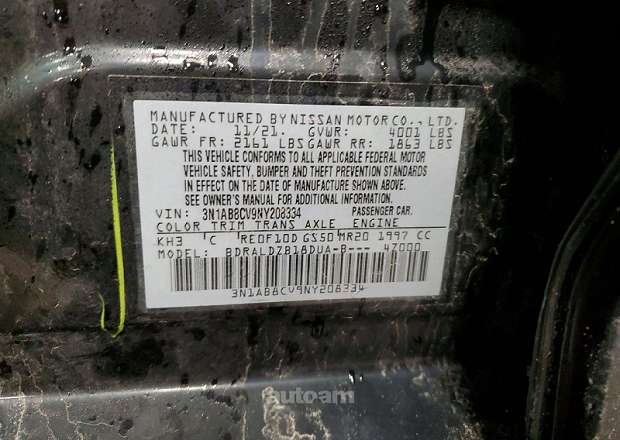 MANUFACTURED BY NISSAN MOTOR CO., LTD.
DATE: 11/21. GVWR: 4001 LBS
GAWR FR: 2161 LBS GAWR RR: 1863 LBS
THIS VEHICLE CONFORMS TO ALL APPLICABLE FEDERAL MOTOR
VEHICLE SAFETY, BUMPER AND THEFT PREVENTION STANDARDS
IN EFFECT ON THE DATE OF MANUFACTURE SHOWN ABOVE.
SEE OWNER'S MANUAL FOR ADDITIONAL INFORMATION.
VIN: 3N1AB8CV9NY208334 PASSENGER CAR.
COLOR TRIM TRANS AXLE ENGINE
KH3 C RE0F10D GS50 MR20 1997 CC
MODEL: BDRALDZB18DUA-B--- 47000
3N1AB8CV9NY208334
autoam